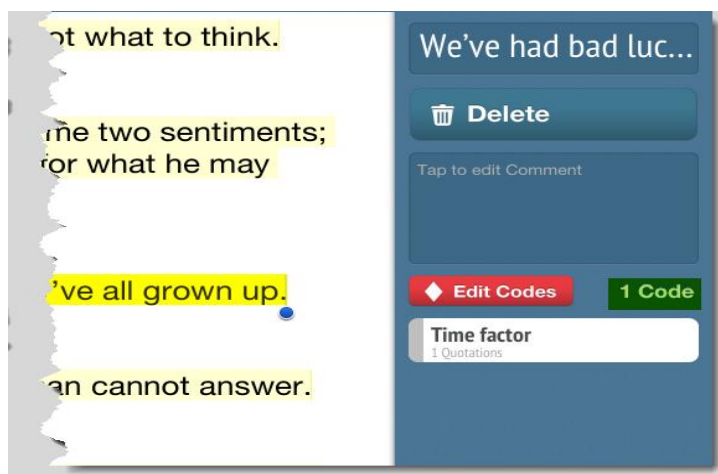 ot what to think.
me two sentiments;
for what he may
've all grown up.
an cannot answer.
We've had bad luc...
Delete
Tap to edit Comment
Edit Codes
1 Code
Time factor
1 Quotations